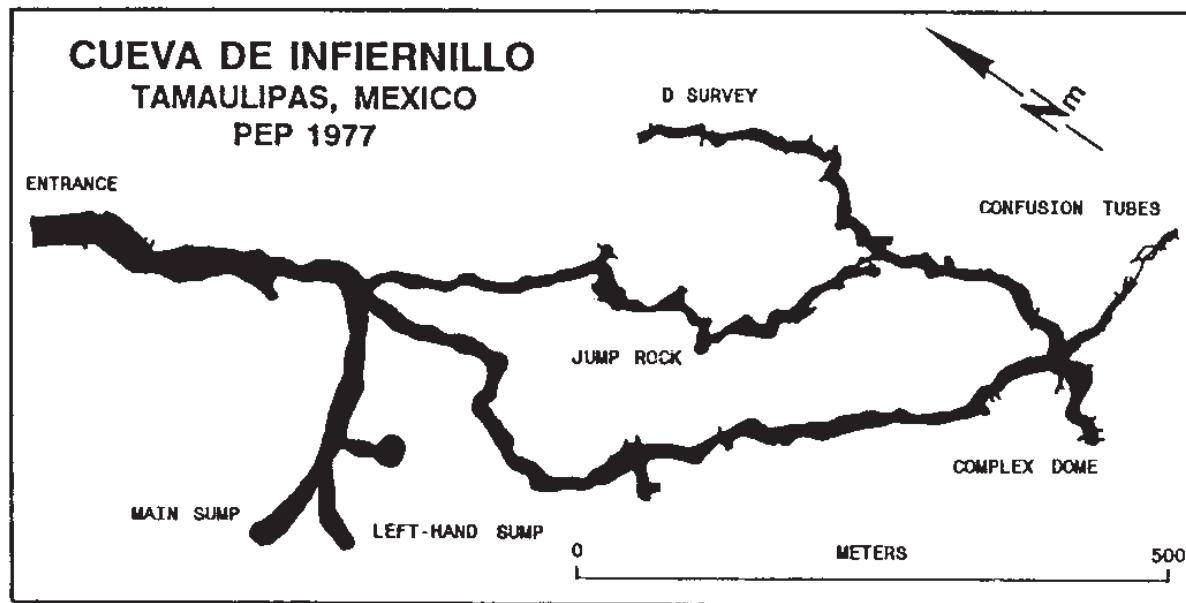 CUEVA DE INFIERNILLO
TAMAULIPAS, MEXICO
PEP 1977
Nm
D SURVEY
ENTRANCE
CONFUSION TUBES
JUMP ROCK
COMPLEX DOME
MAIN SUMP
LEFT-HAND SUMP
0 METERS 500